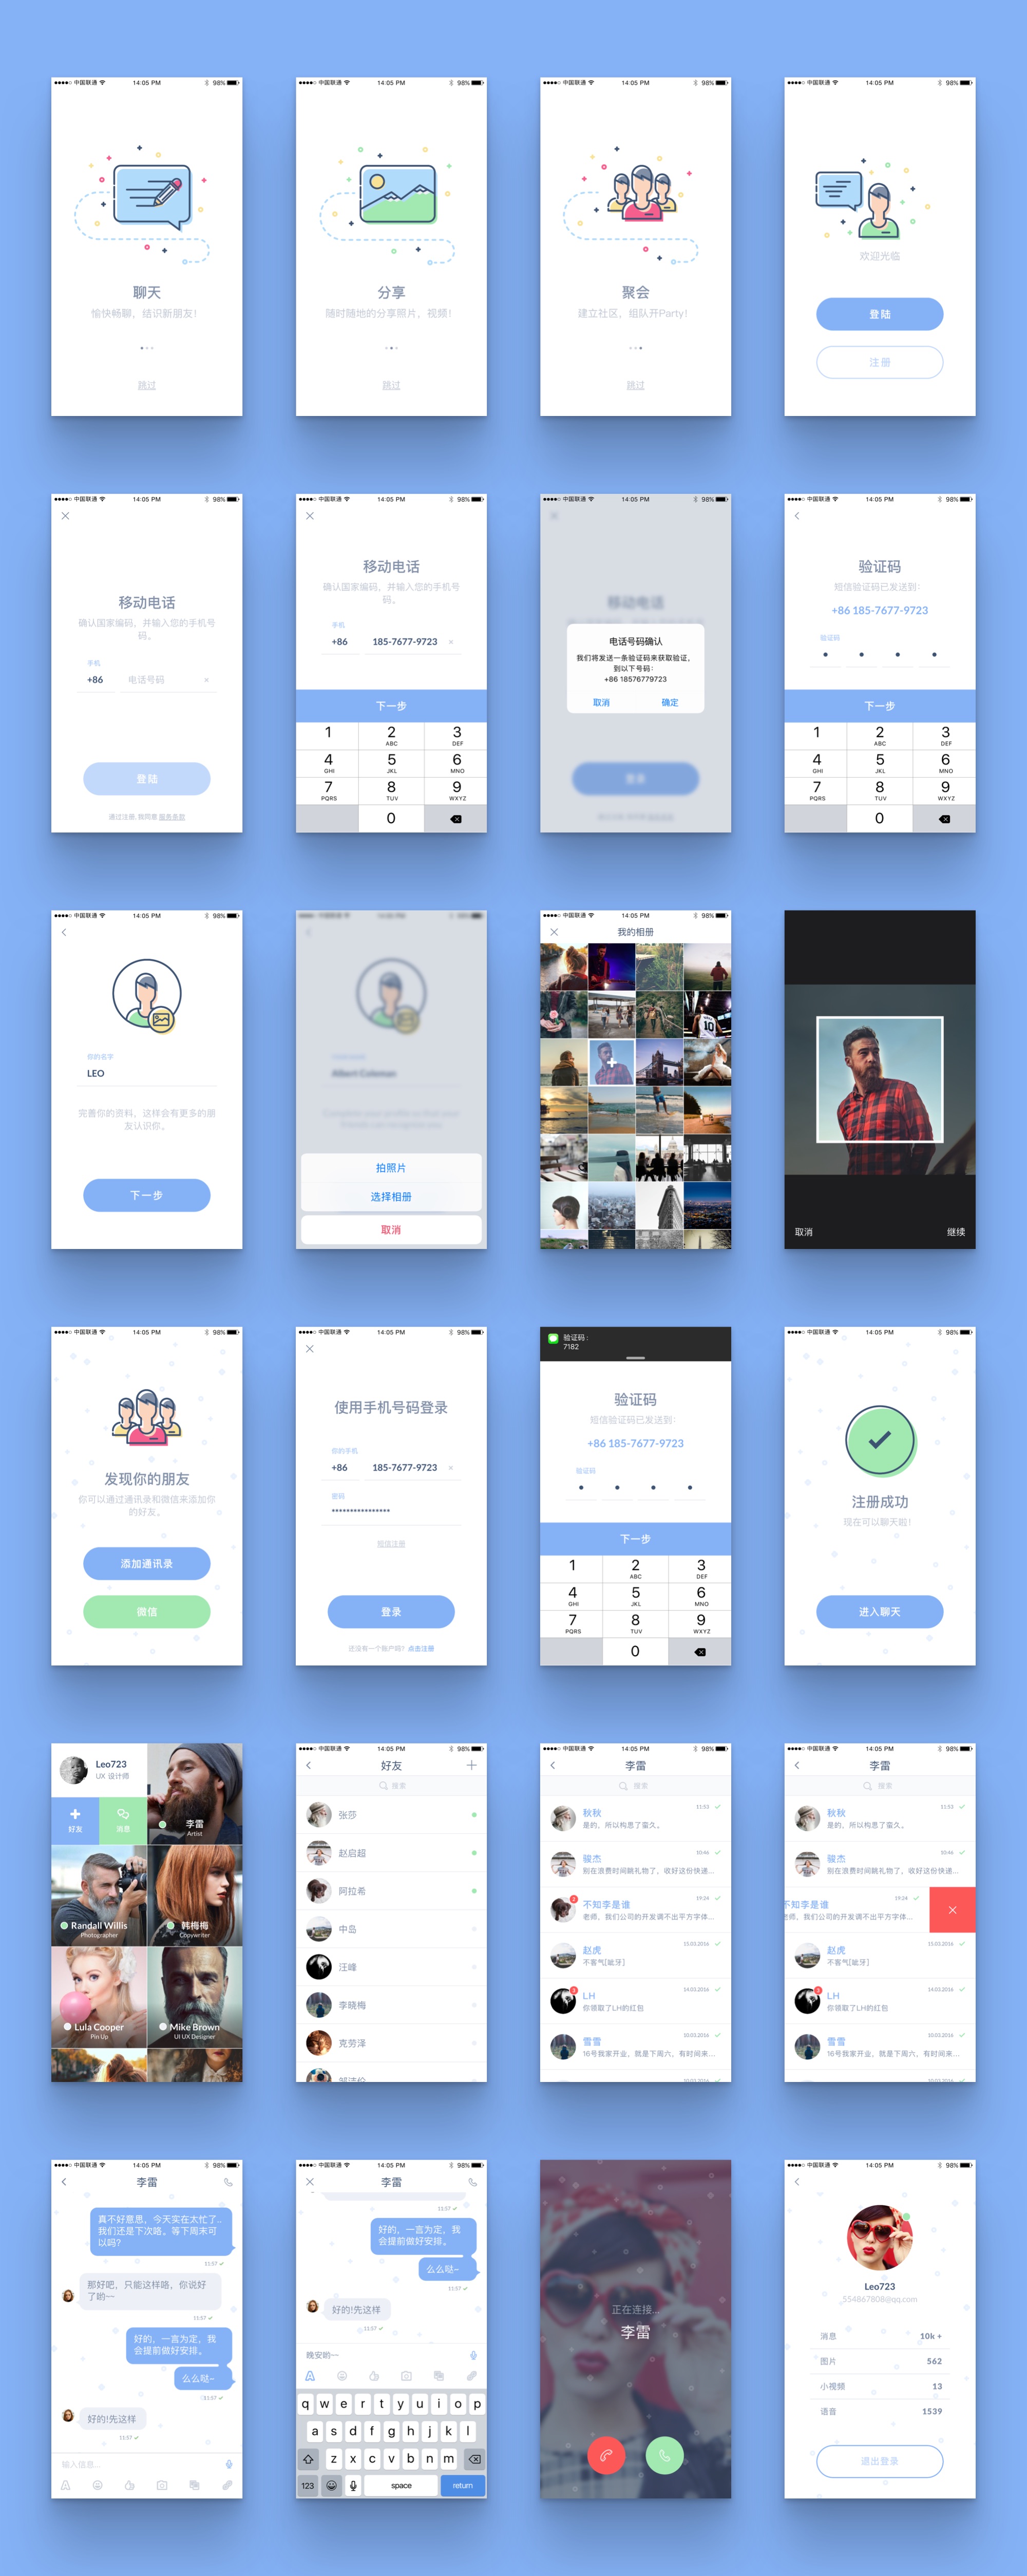 中国联通 14:05 PM 98%
聊天
愉快畅聊，结识新朋友！
跳过
中国联通 14:05 PM 98%
分享
随时随地的分享照片，视频！
跳过
中国联通 14:05 PM 98%
聚会
建立社区，组队开Party！
跳过
中国联通 14:05 PM 98%
欢迎光临
登陆
注册
中国联通 14:05 PM 98%
移动电话
确认国家编码，并输入您的手机号
码。
手机
+86 电话号码
登陆
通过注册, 我同意 服务条款
中国联通 14:05 PM 98%
移动电话
确认国家编码，并输入您的手机号
码。
手机
+86 185-7677-9723
下一步
1 2 3
ABC DEF
4 5 6
GHI JKL MNO
7 8 9
PQRS TUV WXYZ
0
中国联通 14:05 PM 98%
移动电话
电话号码确认
我们将发送一条验证码来获取验证，
到以下号码：
+86 18576779723
取消 确定
登录
中国联通 14:05 PM 98%
验证码
短信验证码已发送到：
+86 185-7677-9723
验证码
下一步
1 2 3
ABC DEF
4 5 6
GHI JKL MNO
7 8 9
PQRS TUV WXYZ
0
中国联通 14:05 PM 98%
你的名字
LEO
完善你的资料，这样会有更多的朋
友认识你。
下一步
Albert Coleman
拍照片
选择相册
取消
中国联通 14:05 PM 98%
我的相册
10
取消 继续
中国联通 14:05 PM 98%
发现你的朋友
你可以通过通讯录和微信来添加你
的好友。
添加通讯录
微信
中国联通 14:05 PM 98%
使用手机号码登录
你的手机
+86 185-7677-9723
密码
短信注册
登录
还没有一个账户吗？ 点击注册
验证码：
7182
验证码
短信验证码已发送到：
+86 185-7677-9723
验证码
下一步
1 2 3
ABC DEF
4 5 6
GHI JKL MNO
7 8 9
PQRS TUV WXYZ
0
中国联通 14:05 PM 98%
注册成功
现在可以聊天啦！
进入聊天
Leo723
UX 设计师
好友 消息
李雷
Artist
Randall Willis
Photographer
韩梅梅
Copywriter
Lula Cooper
Pin Up
Mike Brown
UI UX Designer
中国联通 14:05 PM 98%
好友
搜索
张莎
赵启超
阿拉希
中岛
汪峰
李晓梅
克劳泽
邹洁伦
中国联通 14:05 PM 98%
李雷
搜索
秋秋 11:53
是的，所以构思了蛮久。
骏杰 10:46
别在浪费时间跳礼物了，收好这份快递...
2
不知李是谁 19:24
老师，我们公司的开发调不出平方字体...
赵虎 15.03.2016
不客气[呲牙]
LH 14.03.2016
你领取了LH的红包
雪雪 10.03.2016
16号我家开业，就是下周六，有时间来...
10.03.2016
中国联通 14:05 PM 98%
李雷
搜索
秋秋 11:53
是的，所以构思了蛮久。
骏杰 10:46
别在浪费时间跳礼物了，收好这份快递...
不知李是谁 19:24
老师，我们公司的开发调不出平方字体...
赵虎 15.03.2016
不客气[呲牙]
LH 14.03.2016
你领取了LH的红包
雪雪 10.03.2016
16号我家开业，就是下周六，有时间来...
10.03.2016
中国联通 14:05 PM 98%
李雷
真不好意思，今天实在太忙了..
我们还是下次咯。等下周末可
以吗？
11:57
那好吧，只能这样咯，你说好
了哟~~
11:57
好的，一言为定，我
会提前做好安排。
么么哒~
11:57
好的!先这样
11:57
输入信息...
中国联通 14:05 PM 98%
李雷
11:57
好的，一言为定，我
会提前做好安排。
么么哒~
11:57
好的!先这样
11:57
晚安哟~~
q w e r t y u i o p
a s d f g h j k l
z x c v b n m
123 space return
正在连接...
李雷
中国联通 14:05 PM 98%
Leo723
554867808@qq.com
消息 10k +
图片 562
小视频 13
语音 1539
退出登录